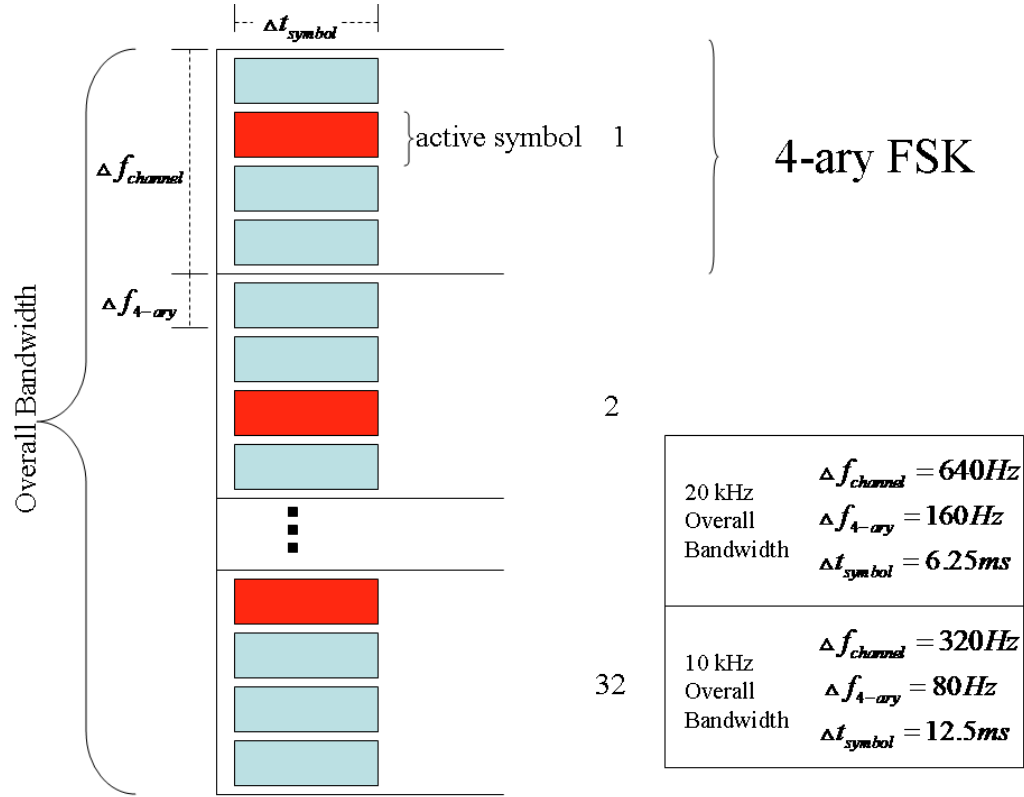 Δt_symbol
active symbol 1
4-ary FSK
Δf_channel
Δf_4-ary
Overall Bandwidth
2
32
20 kHz
Overall
Bandwidth
Δf_channel = 640Hz
Δf_4-ary = 160Hz
Δt_symbol = 6.25ms
10 kHz
Overall
Bandwidth
Δf_channel = 320Hz
Δf_4-ary = 80Hz
Δt_symbol = 12.5ms